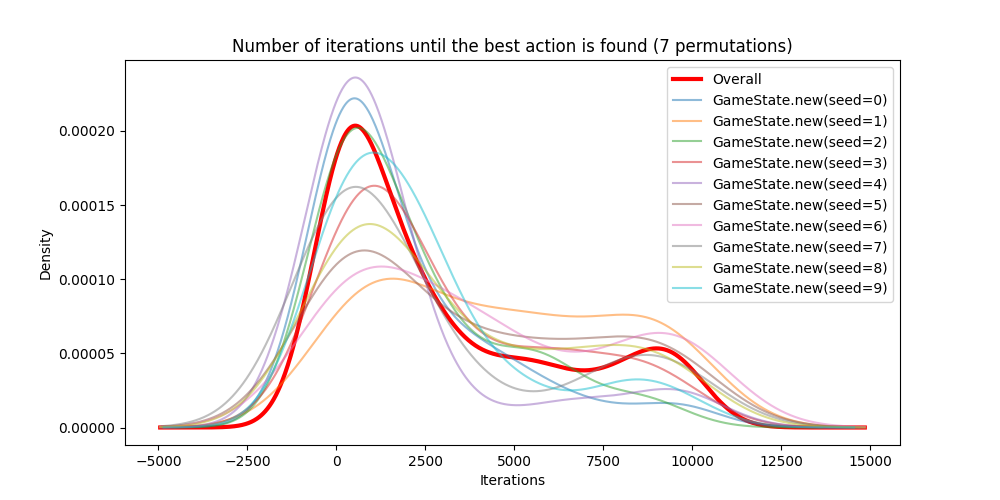 Number of iterations until the best action is found (7 permutations)
Overall
GameState.new(seed=0)
GameState.new(seed=1)
GameState.new(seed=2)
GameState.new(seed=3)
GameState.new(seed=4)
GameState.new(seed=5)
GameState.new(seed=6)
GameState.new(seed=7)
GameState.new(seed=8)
GameState.new(seed=9)
Density
0.00020
0.00015
0.00010
0.00005
0.00000
−5000 −2500 0 2500 5000 7500 10000 12500 15000
Iterations